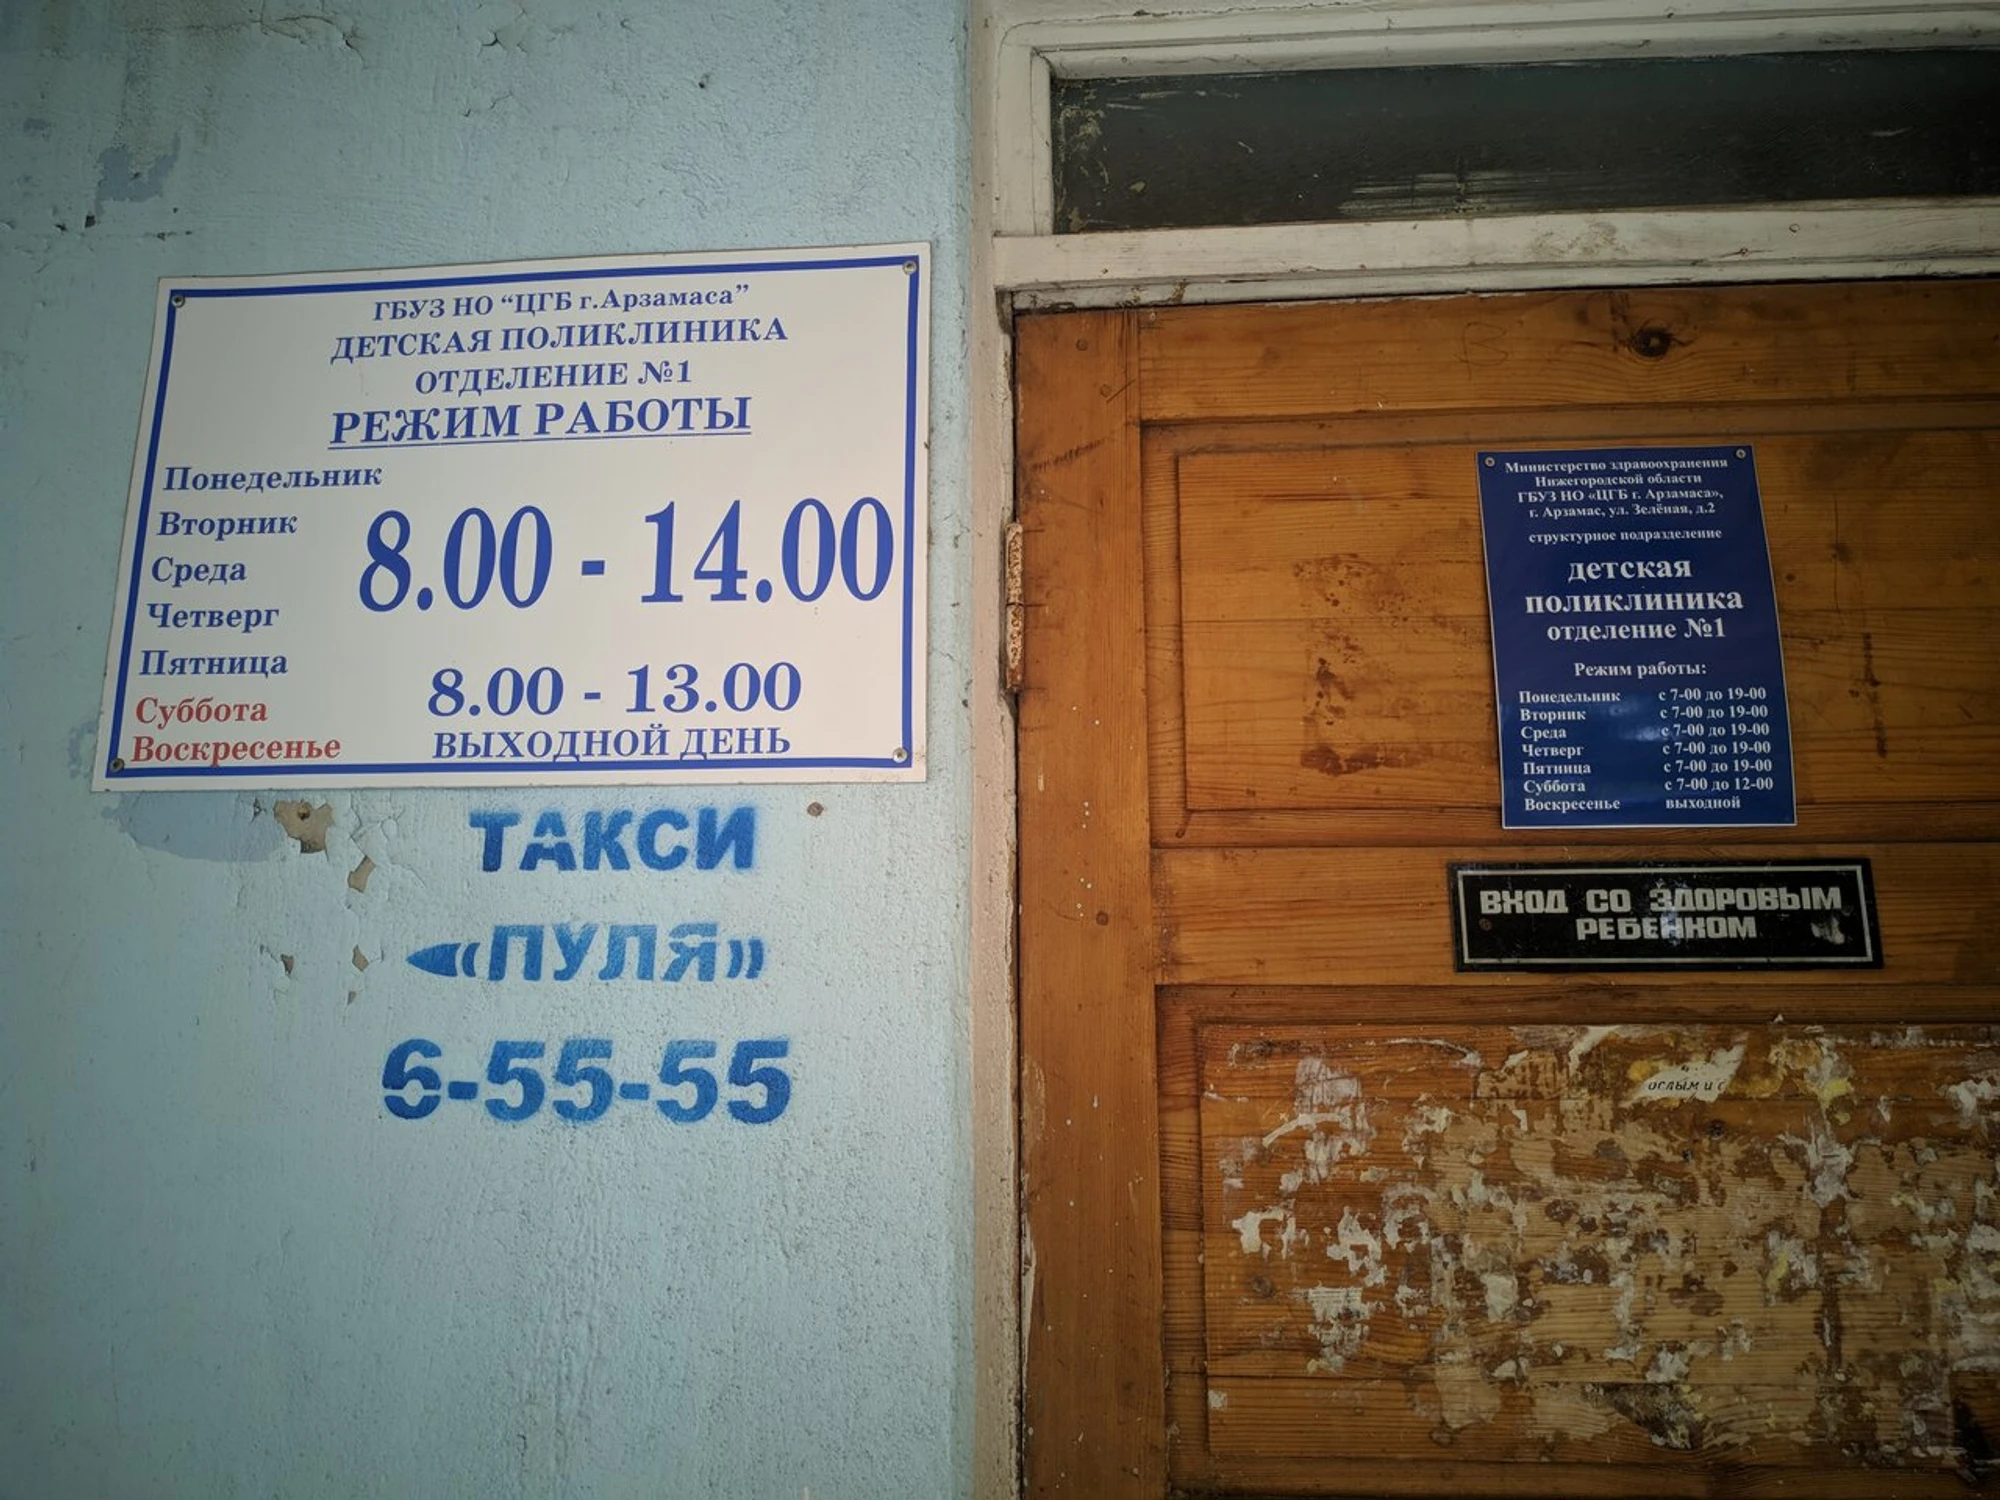 ГБУЗ НО “ЦГБ г.Арзамаса”
ДЕТСКАЯ ПОЛИКЛИНИКА
ОТДЕЛЕНИЕ №1
РЕЖИМ РАБОТЫ
Понедельник
Вторник
Среда
Четверг
Пятница
8.00 - 14.00
Суббота
8.00 - 13.00
Воскресенье
ВЫХОДНОЙ ДЕНЬ
ТАКСИ
«ПУЛЯ»
6-55-55
Министерство здравоохранения
Нижегородской области
ГБУЗ НО «ЦГБ г. Арзамаса»,
г. Арзамас, ул. Зелёная, д.2
структурное подразделение
детская
поликлиника
отделение №1
Режим работы:
Понедельник с 7-00 до 19-00
Вторник с 7-00 до 19-00
Среда с 7-00 до 19-00
Четверг с 7-00 до 19-00
Пятница с 7-00 до 19-00
Суббота с 7-00 до 12-00
Воскресенье выходной
ВХОД СО ЗДОРОВЫМ
РЕБЕНКОМ